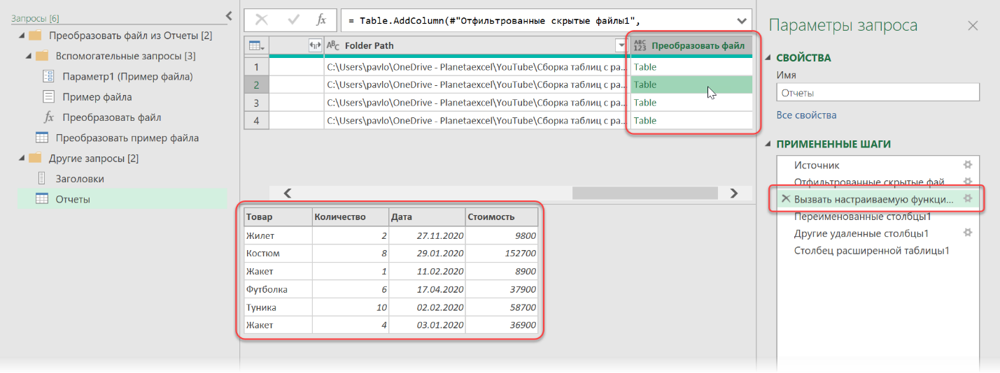 Запросы [6]
Преобразовать файл из Отчеты [2]
Вспомогательные запросы [3]
Параметр1 (Пример файла)
Пример файла
fx Преобразовать файл
Преобразовать пример файла
Другие запросы [2]
Заголовки
Отчеты
fx = Table.AddColumn(#"Отфильтрованные скрытые файлы1",
ABC Folder Path ABC 123 Преобразовать файл
1 C:\Users\pavlo\OneDrive - Planetaexcel\YouTube\Сборка таблиц с ра... Table
2 C:\Users\pavlo\OneDrive - Planetaexcel\YouTube\Сборка таблиц с ра... Table
3 C:\Users\pavlo\OneDrive - Planetaexcel\YouTube\Сборка таблиц с ра... Table
4 C:\Users\pavlo\OneDrive - Planetaexcel\YouTube\Сборка таблиц с ра... Table
Товар Количество Дата Стоимость
Жилет 2 27.11.2020 9800
Костюм 8 29.01.2020 152700
Жакет 1 11.02.2020 8900
Футболка 6 17.04.2020 37900
Туника 10 02.02.2020 58700
Жакет 4 03.01.2020 36900
Параметры запроса
СВОЙСТВА
Имя
Отчеты
Все свойства
ПРИМЕНЕННЫЕ ШАГИ
Источник
Отфильтрованные скрытые фай
Вызвать настраиваемую функци...
Переименованные столбцы1
Другие удаленные столбцы1
Столбец расширенной таблицы1